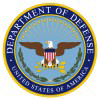 DEPARTMENT OF DEFENSE
UNITED STATES OF AMERICA